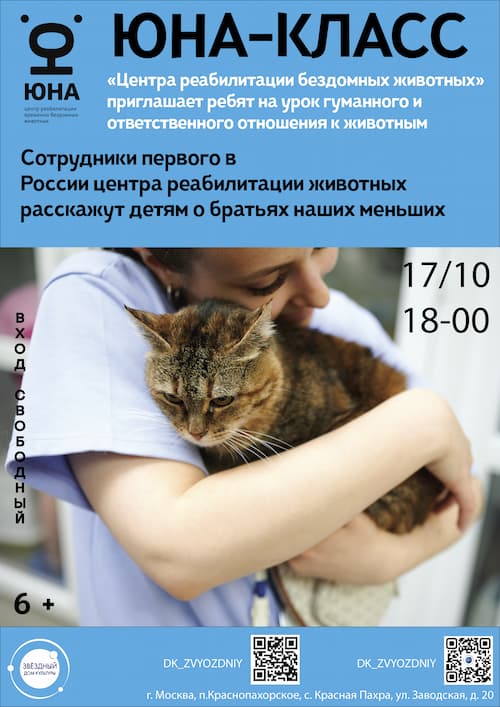 ЮНА
центр реабилитации
временно бездомных
животных
ЮНА-КЛАСС
«Центра реабилитации бездомных животных»
приглашает ребят на урок гуманного и
ответственного отношения к животным
Сотрудники первого в
России центра реабилитации животных
расскажут детям о братьях наших меньших
17/10
18-00
ВХОД СВОБОДНЫЙ
6 +
ЗВЁЗДНЫЙ
ДОМ КУЛЬТУРЫ
DK_ZVYOZDNIY
DK_ZVYOZDNIY
г. Москва, п.Краснопахорское, с. Красная Пахра, ул. Заводская, д. 20